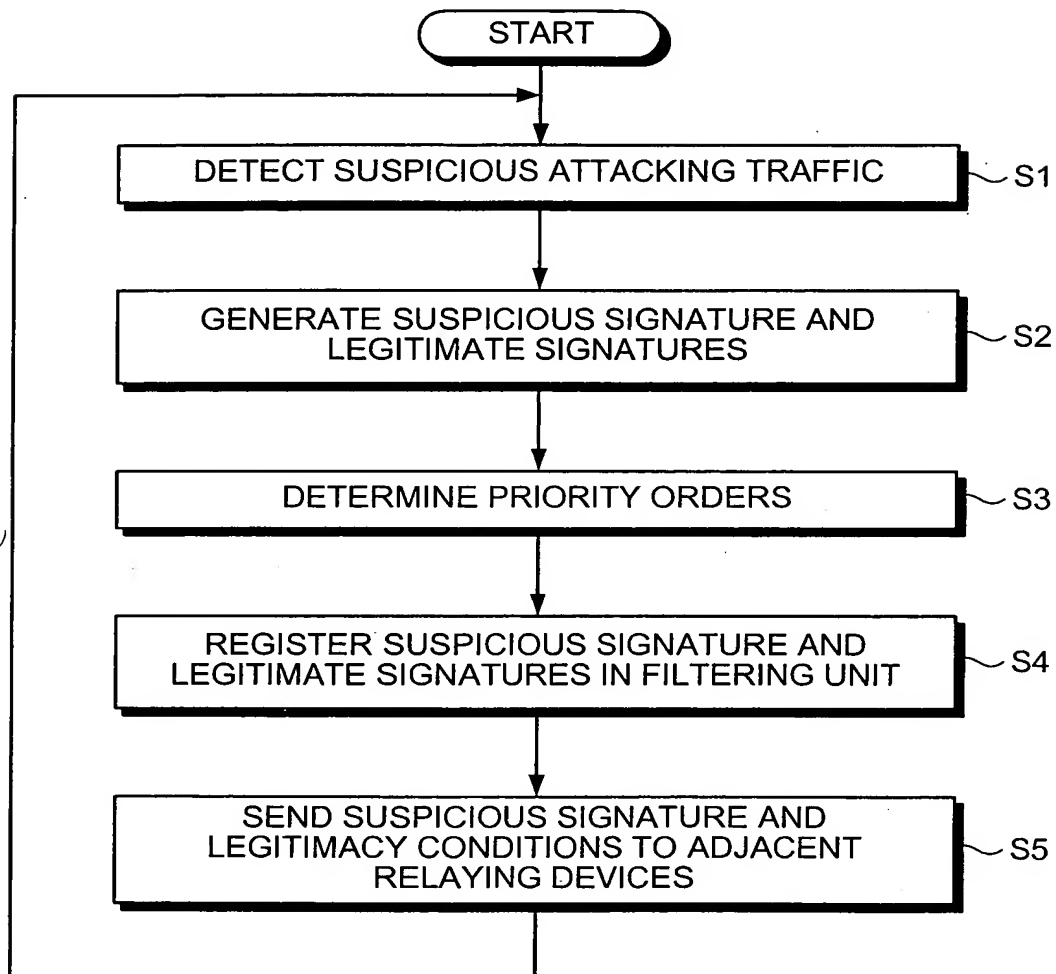 START
DETECT SUSPICIOUS ATTACKING TRAFFIC
S1
GENERATE SUSPICIOUS SIGNATURE AND
LEGITIMATE SIGNATURES
S2
DETERMINE PRIORITY ORDERS
S3
REGISTER SUSPICIOUS SIGNATURE AND
LEGITIMATE SIGNATURES IN FILTERING UNIT
S4
SEND SUSPICIOUS SIGNATURE AND
LEGITIMACY CONDITIONS TO ADJACENT
RELAYING DEVICES
S5